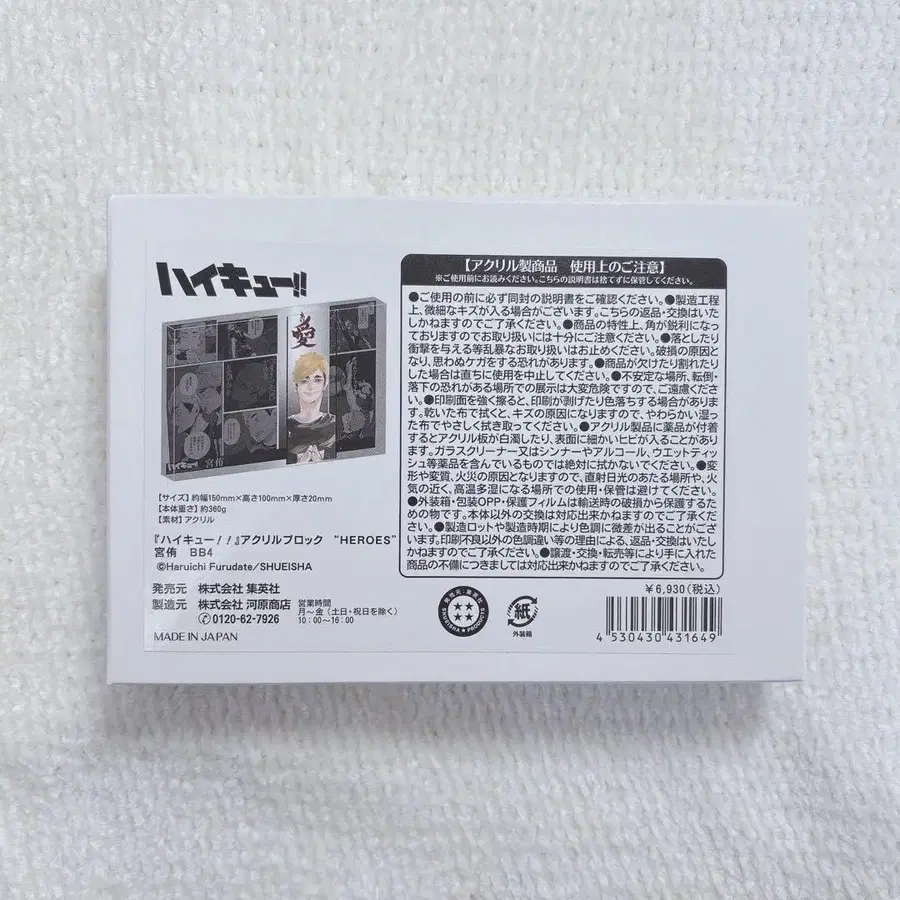 ハイキュー!!
愛
ハイキュー!! 宮侑
【サイズ】約幅150mm×高さ100mm×厚さ20mm
【本体重さ】約360g
【素材】アクリル
『ハイキュー！！』アクリルブロック “HEROES”
宮侑 BB4
©Haruichi Furudate/SHUEISHA
発売元 株式会社 集英社
製造元 株式会社 河原商店 営業時間
月～金（土日・祝日を除く）
0120-62-7926 10：00～16：00
MADE IN JAPAN
【アクリル製商品 使用上のご注意】
※ご使用前にお読みください。こちらの説明書は捨てずに保管してください。
●ご使用の前に必ず同封の説明書をご確認ください。●製造工程
上、微細なキズが入る場合がございます。こちらの返品・交換はいた
しかねますのでご了承ください。●商品の特性上、角が鋭利になっ
ておりますのでお取り扱いには十分にご注意ください。●落としたり
衝撃を与える等乱暴なお取り扱いはお止めください。破損の原因と
なり、思わぬケガをする恐れがあります。●商品が欠けたり割れたり
した場合は直ちに使用を中止してください。●不安定な場所、転倒・
落下の恐れがある場所での展示は大変危険ですので、ご遠慮くださ
い。●印刷面を強く擦ると、印刷が剥げたり色落ちする場合がありま
す。乾いた布で拭くと、キズの原因になりますので、やわらかい湿っ
た布でやさしく拭き取ってください。●アクリル製品に薬品が付着
するとアクリル板が白濁したり、表面に細かいヒビが入ることがあり
ます。ガラスクリーナー又はシンナーやアルコール、ウエットティッ
シュ等薬品を含んでいるものでは絶対に拭かないでください。●変
形や変質、火災の原因となりますので、直射日光のあたる場所や、火
気の近く、高温多湿になる場所での使用・保管は避けてください。
●外装箱・包装OPP・保護フィルムは輸送時の破損から保護するた
めの物です。本体以外の交換は対応出来かねますのでご了承くださ
い。●製造ロットや製造時期により色調に微差が出ることがござい
ます。印刷不良以外の色調違い等の理由による、返品・交換はいたし
かねますのでご了承ください。●譲渡・交換・転売等により手に入れた
商品の不備につきましては対応出来かねますのでご了承ください。
￥6,930（税込）
SHUEISHA PRODUCTS
紙
外装箱
4 530430 431649